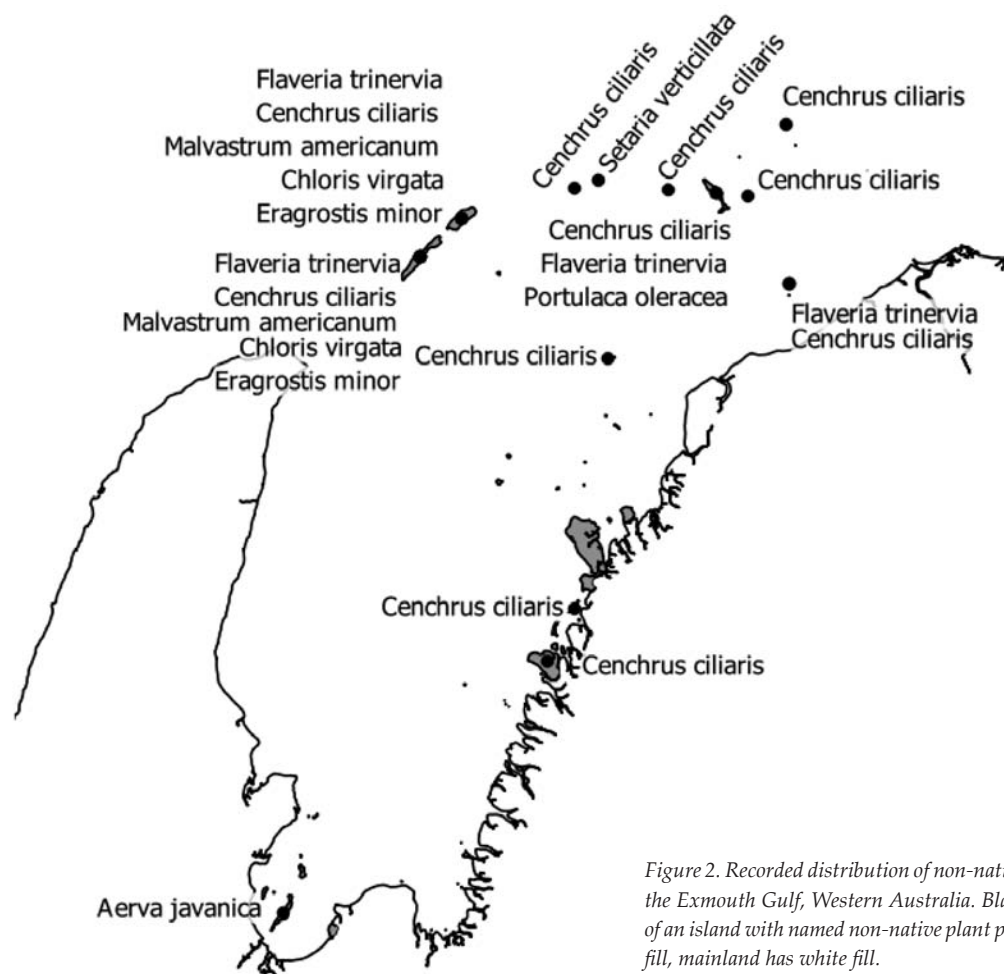 Flaveria trinervia
Cenchrus ciliaris
Malvastrum americanum
Chloris virgata
Eragrostis minor
Flaveria trinervia
Cenchrus ciliaris
Malvastrum americanum
Chloris virgata
Eragrostis minor
Cenchrus ciliaris
Setaria verticillata
Cenchrus ciliaris
Cenchrus ciliaris
Cenchrus ciliaris
Cenchrus ciliaris
Flaveria trinervia
Portulaca oleracea
Flaveria trinervia
Cenchrus ciliaris
Cenchrus ciliaris
Cenchrus ciliaris
Cenchrus ciliaris
Aerva javanica
Figure 2. Recorded distribution of
the Exmouth Gulf, Western Australia.
of an island with named non-native plant
fill, mainland has white fill.